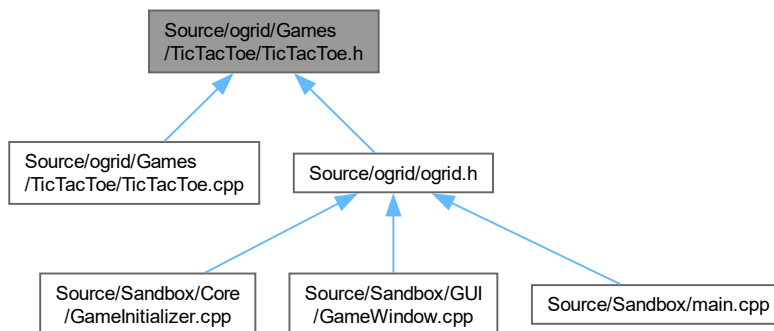 Source/ogrid/Games
/TicTacToe/TicTacToe.h
Source/ogrid/Games
/TicTacToe/TicTacToe.cpp
Source/ogrid/ogrid.h
Source/Sandbox/Core
/GameInitializer.cpp
Source/Sandbox/GUI
/GameWindow.cpp
Source/Sandbox/main.cpp